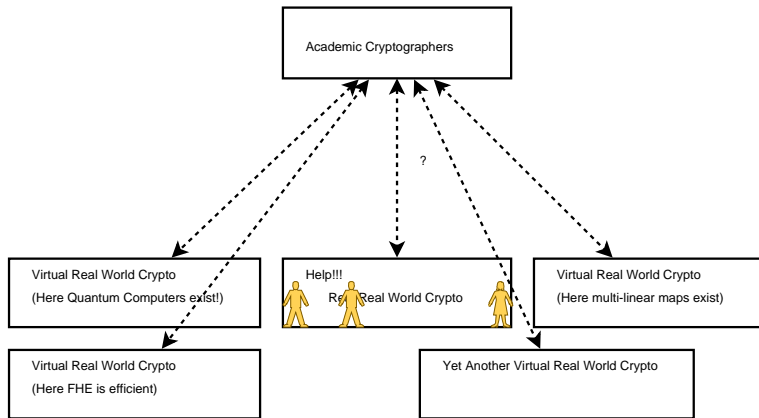 Academic Cryptographers
?
Virtual Real World Crypto
(Here Quantum Computers exist!)
Help!!!
Real Real World Crypto
Virtual Real World Crypto
(Here multi-linear maps exist)
Virtual Real World Crypto
(Here FHE is efficient)
Yet Another Virtual Real World Crypto